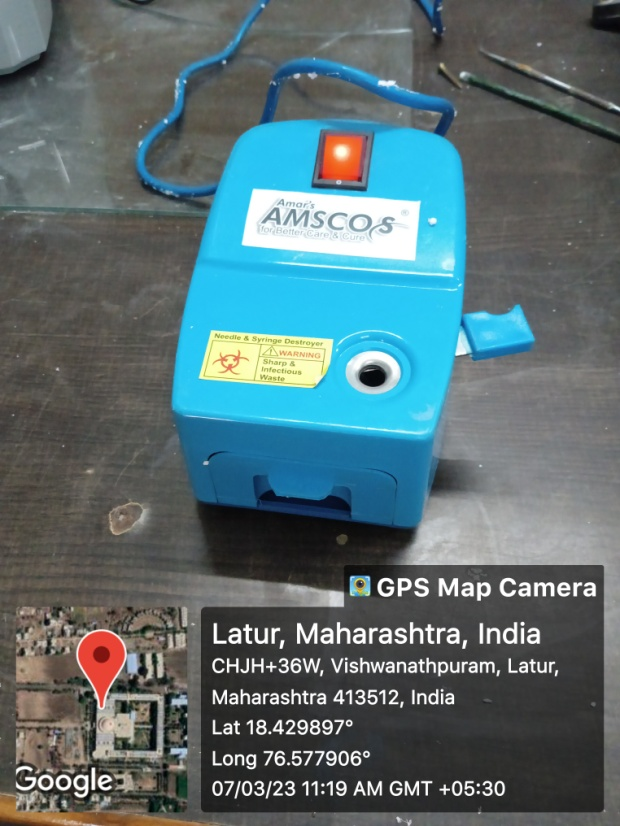 Amar's
AMSCOS®
for Better Care & Cure
Needle & Syringe Destroyer
WARNING
Sharp &
Infectious
Waste
GPS Map Camera
Latur, Maharashtra, India
CHJH+36W, Vishwanathpuram, Latur,
Maharashtra 413512, India
Lat 18.429897°
Long 76.577906°
07/03/23 11:19 AM GMT +05:30
Google